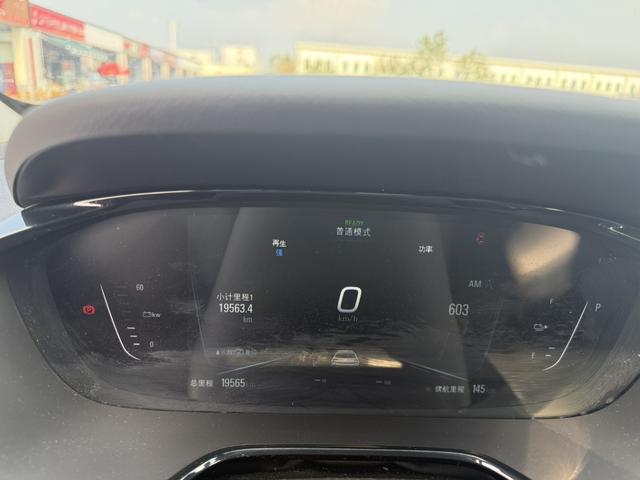 READY
普通模式
再生
强
功率
60
kw
0
小计里程1
19563.4
km
0
km/h
AM
603
F
P
F
总里程 19565
续航里程 145